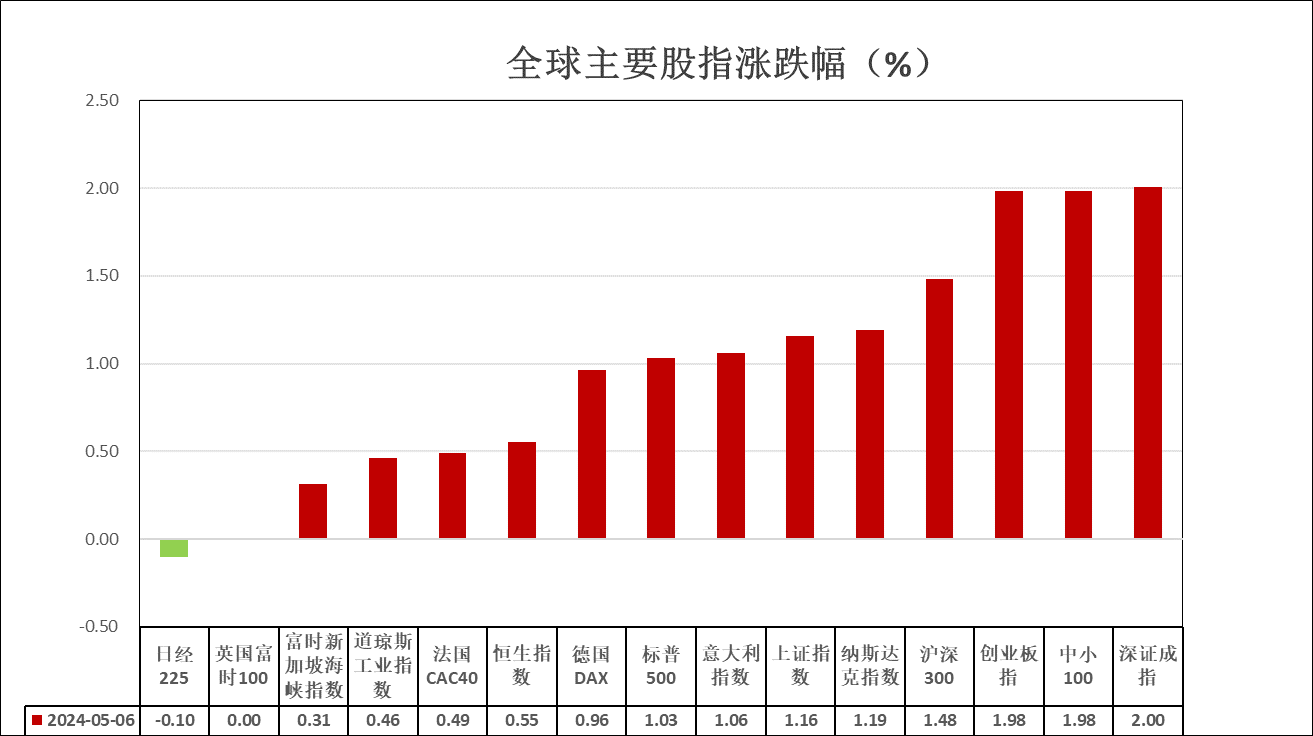 全球主要股指涨跌幅（%）
2.50
2.00
1.50
1.00
0.50
0.00
-0.50
日经
225
英国富
时100
富时新
加坡海
峡指数
道琼斯
工业指
数
法国
CAC40
恒生指
数
德国
DAX
标普
500
意大利
指数
上证指
数
纳斯达
克指数
沪深
300
创业板
指
中小
100
深证成
指
2024-05-06 -0.10 0.00 0.31 0.46 0.49 0.55 0.96 1.03 1.06 1.16 1.19 1.48 1.98 1.98 2.00